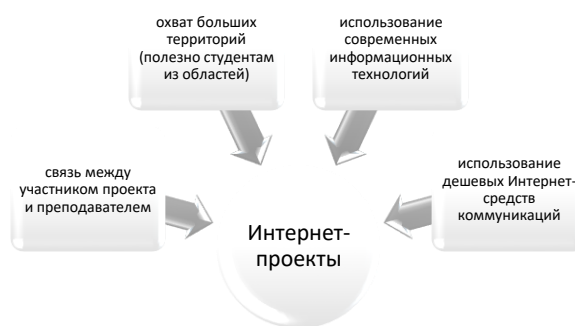 охват больших
территорий
(полезно студентам
из областей)
использование
современных
информационных
технологий
связь между
участником проекта
и преподавателем
использование
дешевых Интернет-
средств
коммуникаций
Интернет-
проекты